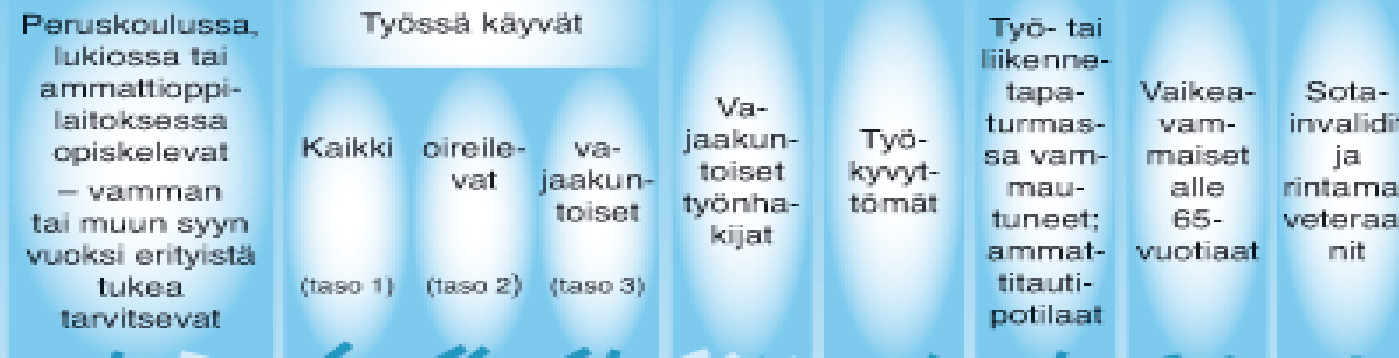 Peruskoulussa,
lukiossa tai
ammattioppi-
laitoksessa
opiskelevat
– vamman
tai muun syyn
vuoksi erityistä
tukea
tarvitsevat
Työssä käyvät
Kaikki
(taso 1)
oireile-
vat
(taso 2)
va-
jaakun-
toiset
(taso 3)
Va-
jaakun-
toiset
työnha-
kijat
Työ-
kyvyt-
tömät
Työ- tai
liikenne-
tapa-
turmas-
sa vam-
mau-
tuneet;
ammat-
titauti-
potilaat
Vaikea-
vam-
maiset
alle
65-
vuotiaat
Sota-
invalidit
ja
rintama
veteraa
nit